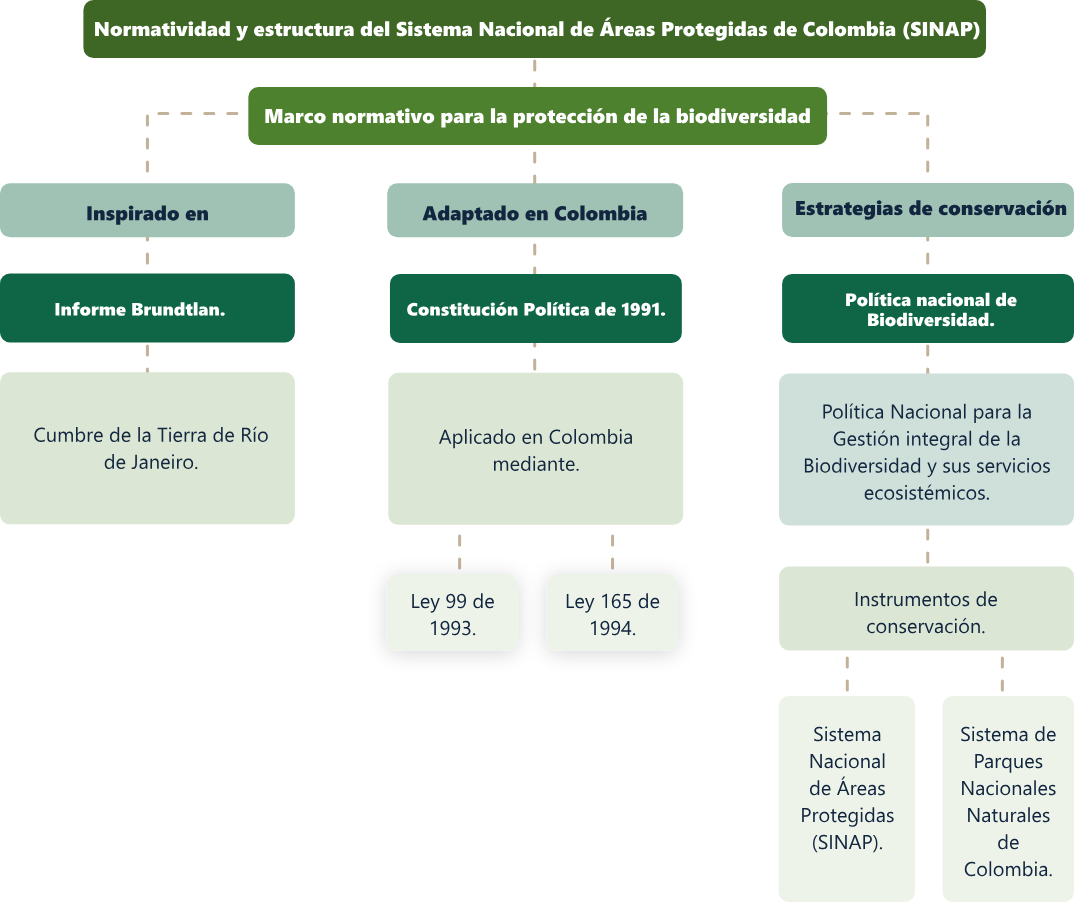 Normatividad y estructura del Sistema Nacional de Áreas Protegidas de Colombia (SINAP)
Marco normativo para la protección de la biodiversidad
Inspirado en
Informe Brundtlan.
Cumbre de la Tierra de Río
de Janeiro.
Adaptado en Colombia
Constitución Política de 1991.
Aplicado en Colombia
mediante.
Ley 99 de
1993.
Ley 165 de
1994.
Estrategias de conservación
Política nacional de
Biodiversidad.
Política Nacional para la
Gestión integral de la
Biodiversidad y sus servicios
ecosistémicos.
Instrumentos de
conservación.
Sistema
Nacional
de Áreas
Protegidas
(SINAP).
Sistema de
Parques
Nacionales
Naturales
de
Colombia.